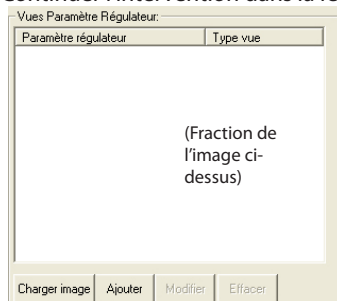 Vues Paramètre Régulateur:
Paramètre régulateur Type vue
(Fraction de
l'image ci-
dessus)
Charger image Ajouter Modifier Effacer